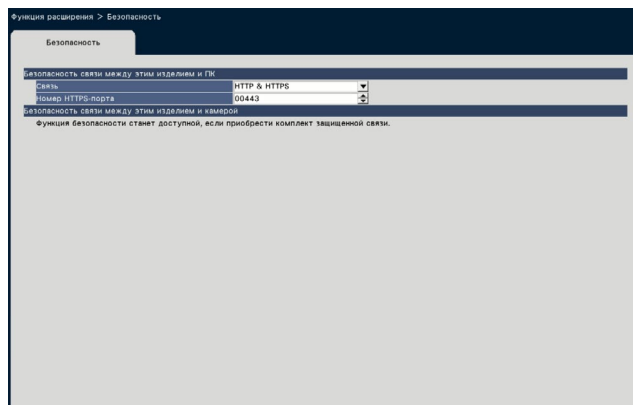 Функция расширения > Безопасность
Безопасность
Безопасность связи между этим изделием и ПК
Связь HTTP & HTTPS
Номер HTTPS-порта 00443
Безопасность связи между этим изделием и камерой
Функция безопасности станет доступной, если приобрести комплект защищенной связи.